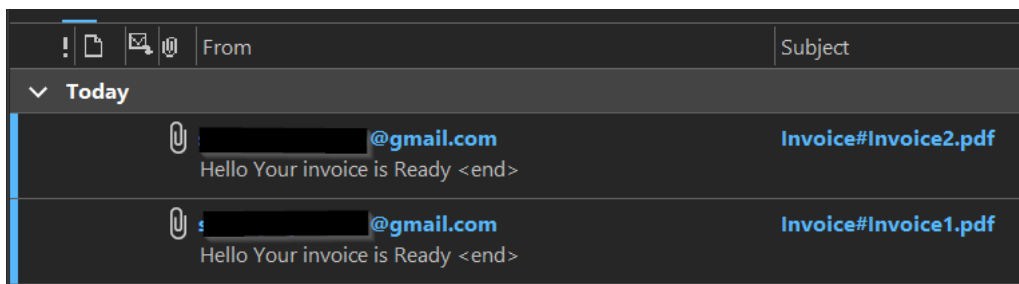 ! From Subject
Today
@gmail.com Invoice#Invoice2.pdf
Hello Your invoice is Ready <end>
@gmail.com Invoice#Invoice1.pdf
Hello Your invoice is Ready <end>